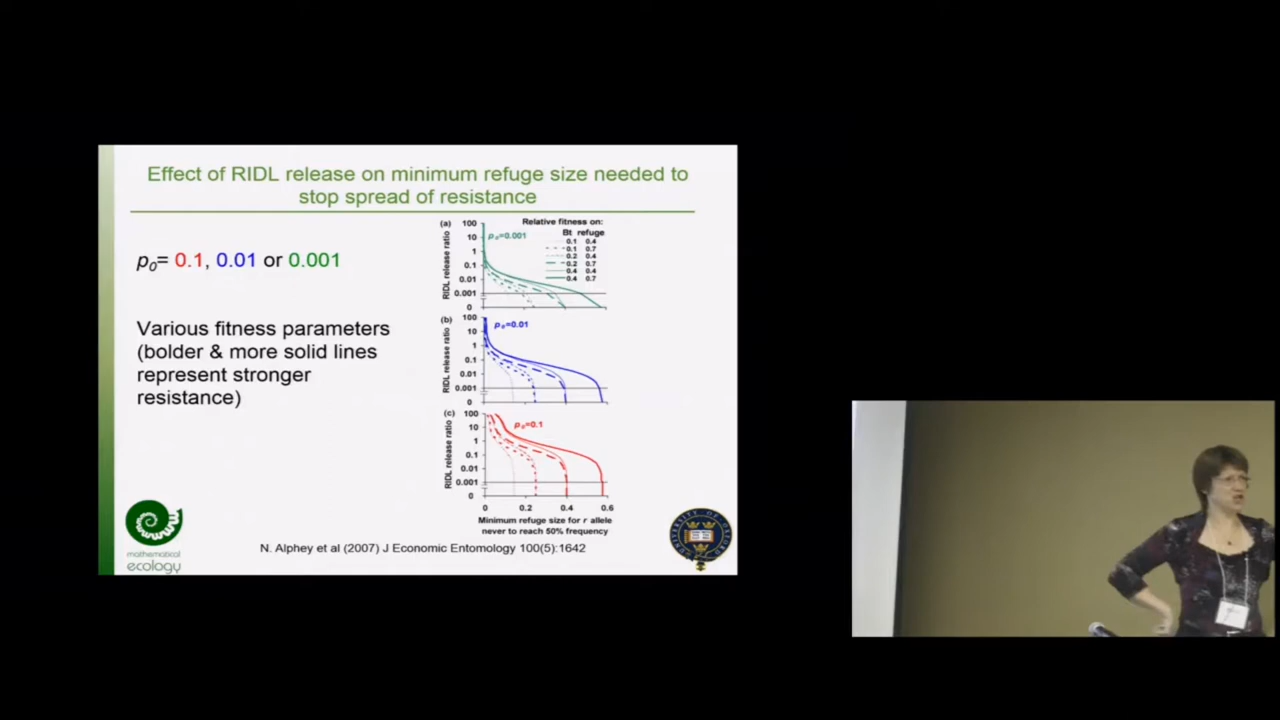 Effect of RIDL release on minimum refuge size needed to
stop spread of resistance
p0= 0.1, 0.01 or 0.001
Various fitness parameters
(bolder & more solid lines
represent stronger
resistance)
(a)
RIDL release ratio
100
10
1
0.1
0.01
0.001
0
p0=0.001
Relative fitness on:
Bt refuge
0.1 0.4
0.1 0.7
0.2 0.4
0.2 0.7
0.4 0.4
0.4 0.7
(b)
RIDL release ratio
100
10
1
0.1
0.01
0.001
0
p0=0.01
(c)
RIDL release ratio
100
10
1
0.1
0.01
0.001
0
p0=0.1
0 0.2 0.4 0.6
Minimum refuge size for r allele
never to reach 50% frequency
N. Alphey et al (2007) J Economic Entomology 100(5):1642
mathematical
ecology
UNIVERSITY OF OXFORD